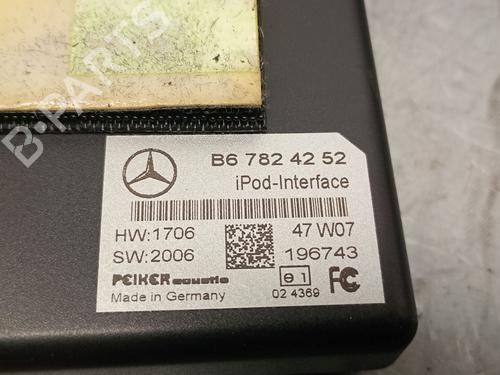 B-PARTS
B6 782 42 52
iPod-Interface
HW:1706
47 W07
SW:2006
196743
PEIKER acustic
e1
FC
Made in Germany
02 4369